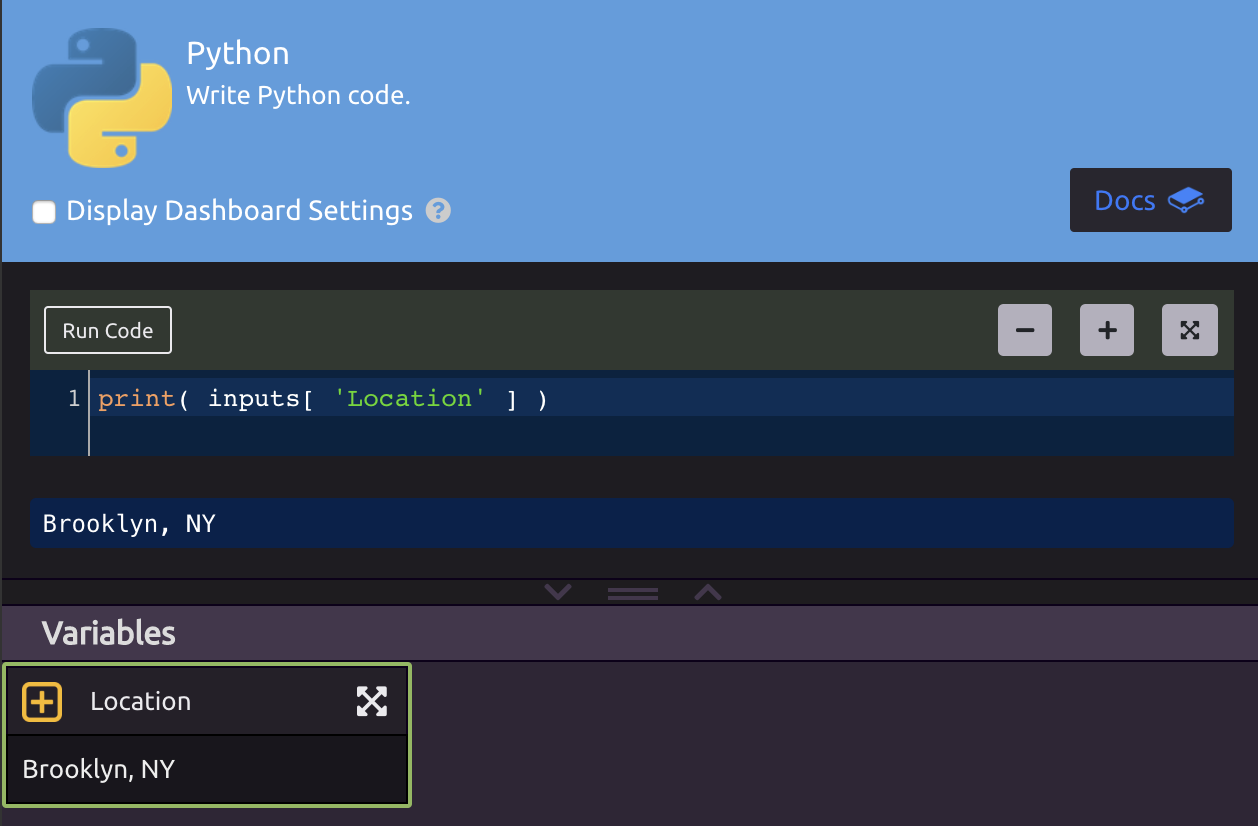 Python
Write Python code.
Display Dashboard Settings ?
Docs
Run Code
1 print( inputs[ 'Location' ] )
Brooklyn, NY
Variables
Location
Brooklyn, NY